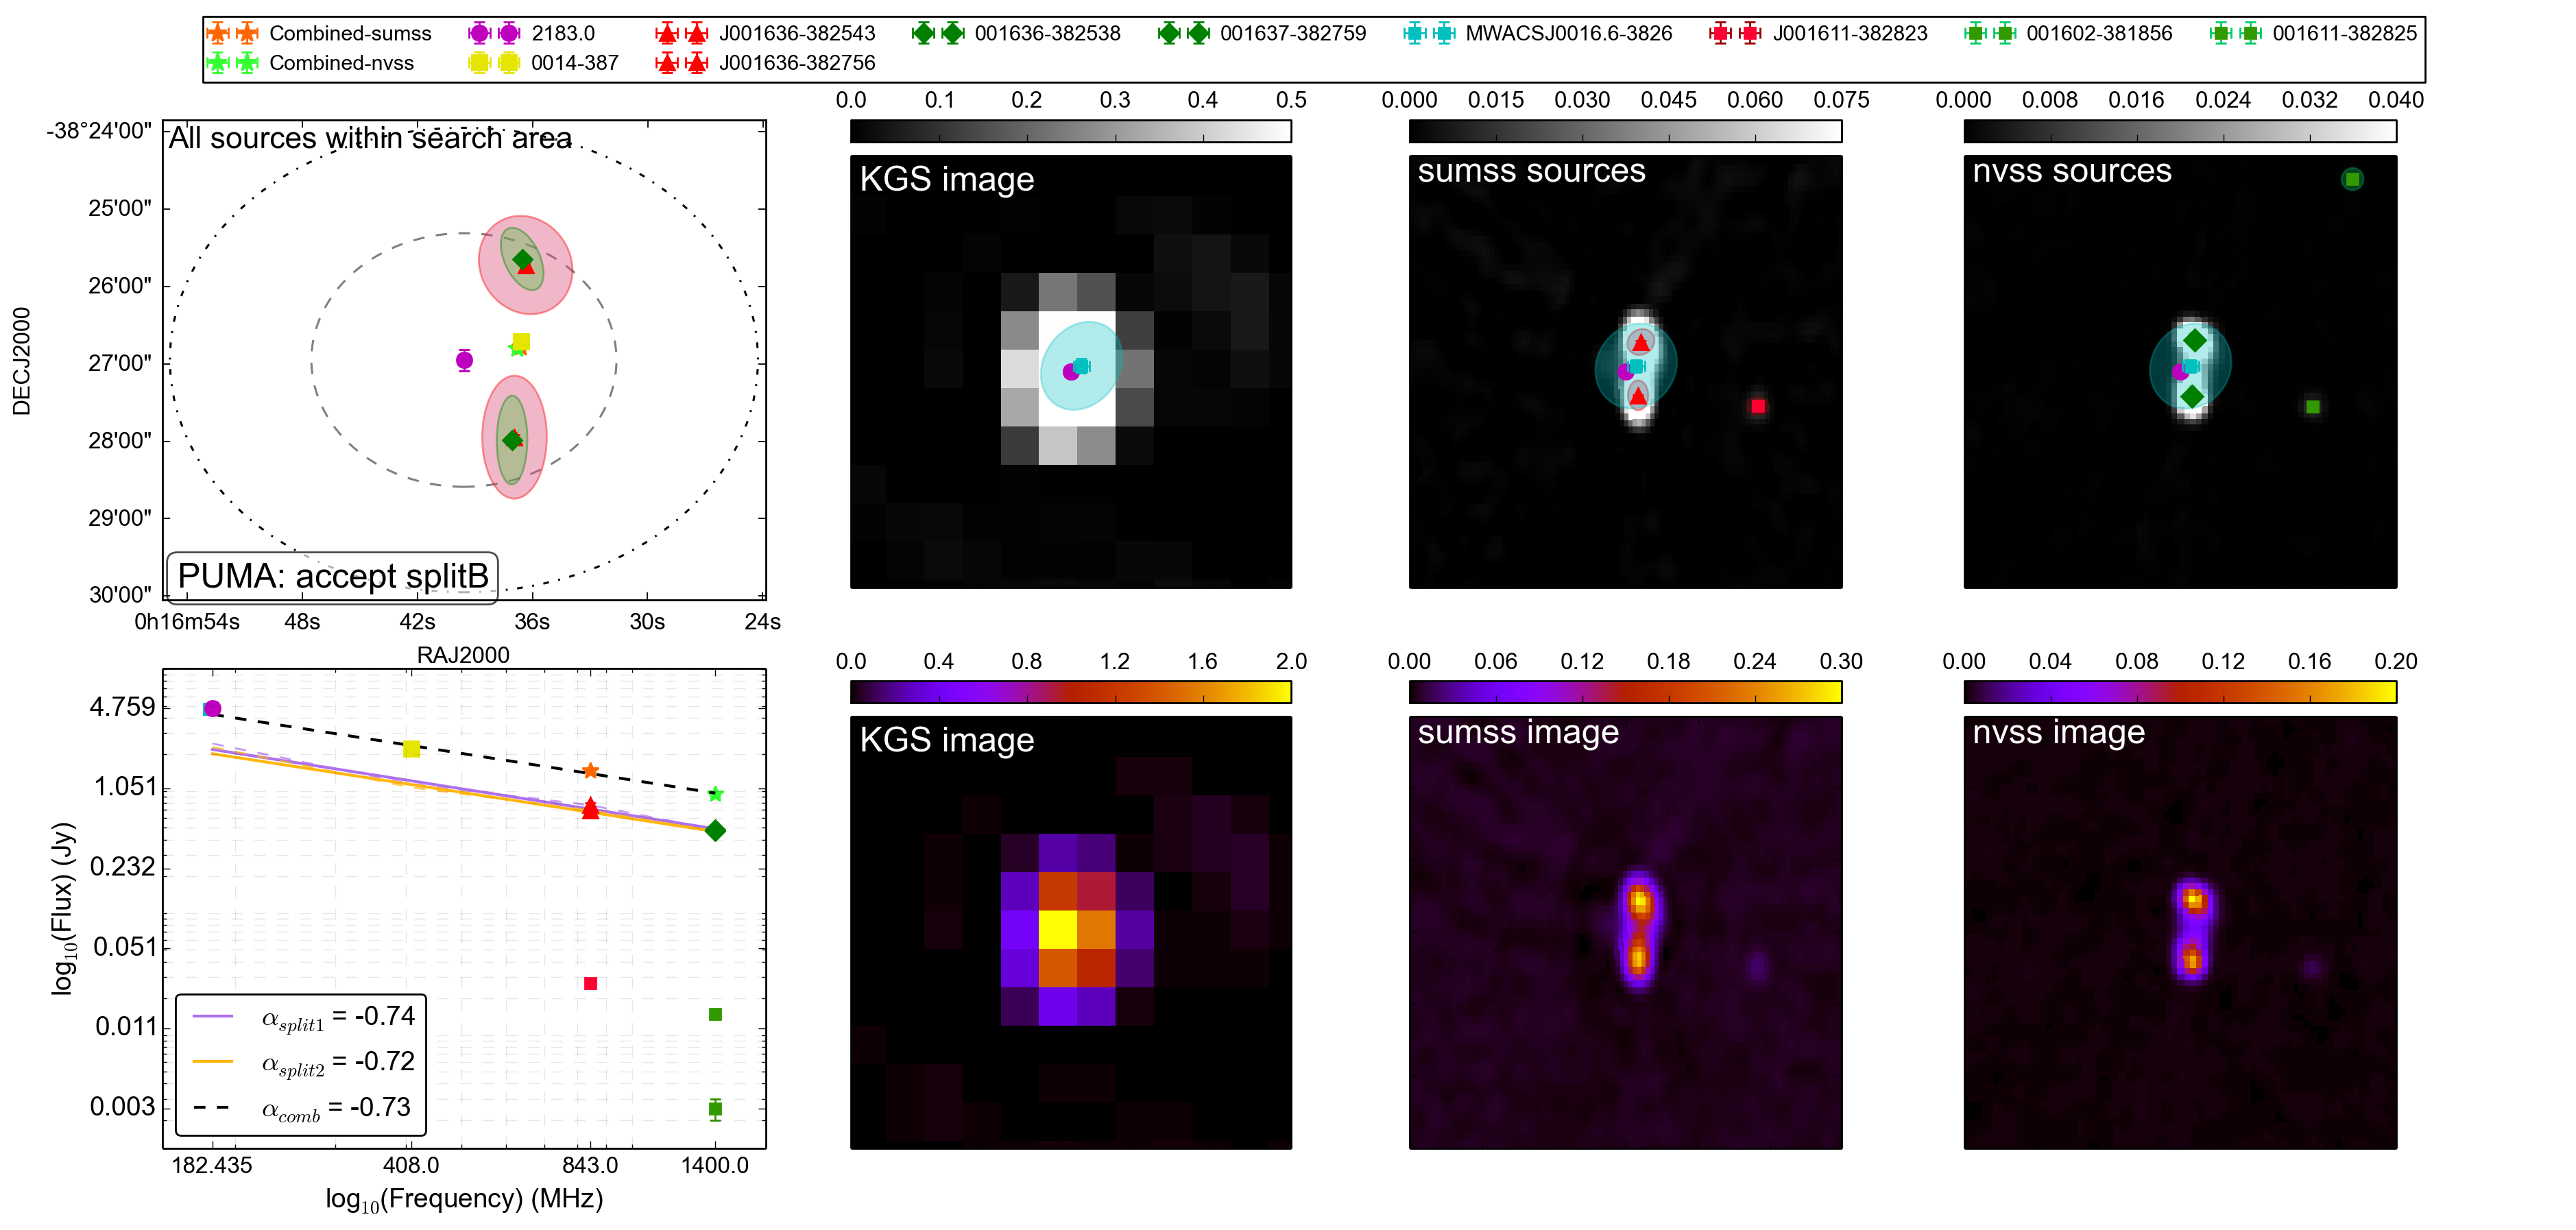 Combined-sumss 2183.0 J001636-382543 001636-382538 001637-382759 MWACSJ0016.6-3826 J001611-382823 001602-381856 001611-382825
Combined-nvss 0014-387 J001636-382756
0.0 0.1 0.2 0.3 0.4 0.5
0.000 0.015 0.030 0.045 0.060 0.075
0.000 0.008 0.016 0.024 0.032 0.040
All sources within search area
-38°24'00"
25'00"
26'00"
27'00"
28'00"
29'00"
30'00"
DECJ2000
PUMA: accept splitB
0h16m54s 48s 42s 36s 30s 24s
RAJ2000
KGS image
sumss sources
nvss sources
4.759
1.051
0.232
0.051
0.011
0.003
log10(Flux) (Jy)
αsplit1 = -0.74
αsplit2 = -0.72
αcomb = -0.73
182.435 408.0 843.0 1400.0
log10(Frequency) (MHz)
0.0 0.4 0.8 1.2 1.6 2.0
KGS image
0.00 0.06 0.12 0.18 0.24 0.30
sumss image
0.00 0.04 0.08 0.12 0.16 0.20
nvss image